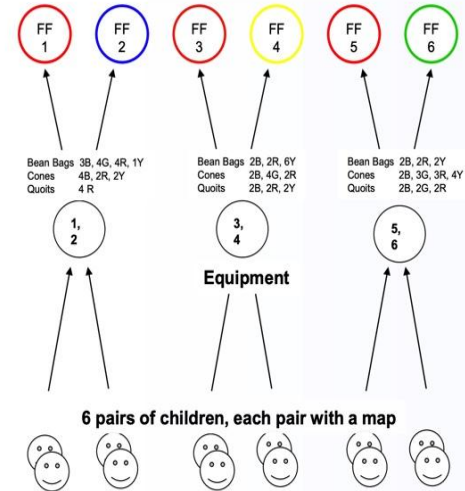 FF
1
FF
2
FF
3
FF
4
FF
5
FF
6
Bean Bags 3B, 4G, 4R, 1Y
Cones 4B, 2R, 2Y
Quoits 4 R
Bean Bags 2B, 2R, 6Y
Cones 2B, 4G, 2R
Quoits 2B, 2R, 2Y
Bean Bags 2B, 2R, 2Y
Cones 2B, 3G, 3R, 4Y
Quoits 2B, 2G, 2R
1,
2
3,
4
5,
6
Equipment
6 pairs of children, each pair with a map